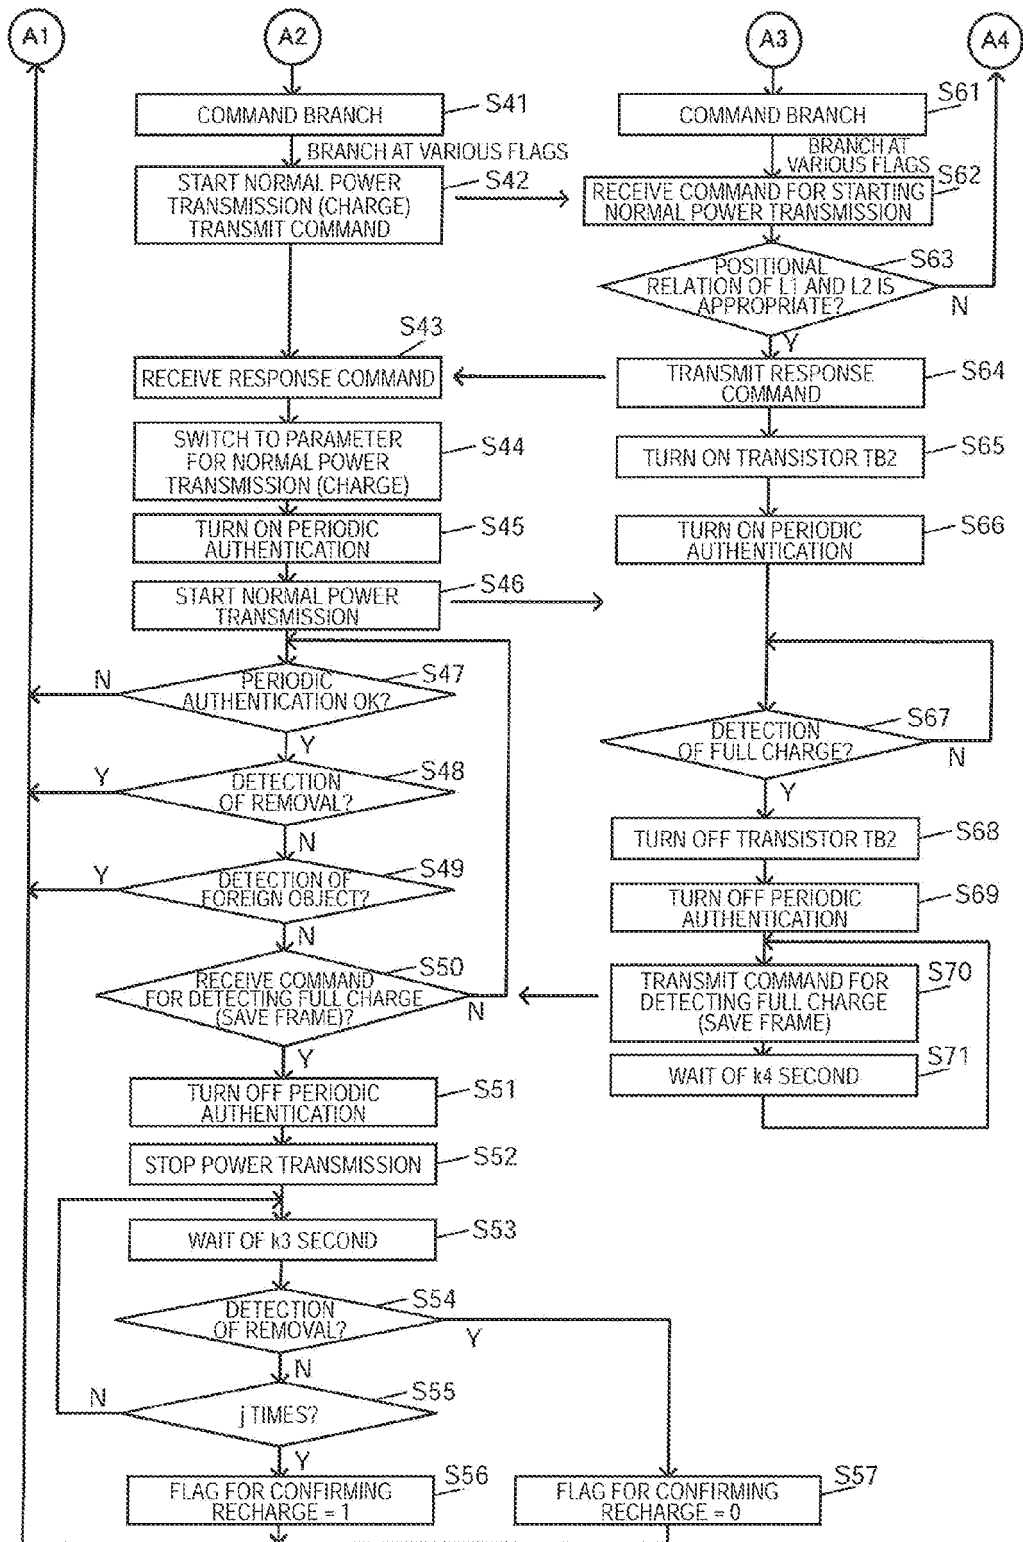 A1
A2
A3
A4
COMMAND BRANCH
S41
BRANCH AT VARIOUS FLAGS
START NORMAL POWER
TRANSMISSION (CHARGE)
TRANSMIT COMMAND
S42
S43
RECEIVE RESPONSE COMMAND
SWITCH TO PARAMETER
FOR NORMAL POWER
TRANSMISSION (CHARGE)
S44
TURN ON PERIODIC
AUTHENTICATION
S45
START NORMAL POWER
TRANSMISSION
S46
PERIODIC
AUTHENTICATION OK?
S47
N
Y
DETECTION
OF REMOVAL?
S48
Y
N
DETECTION OF
FOREIGN OBJECT?
S49
Y
N
RECEIVE COMMAND
FOR DETECTING FULL CHARGE
(SAVE FRAME)?
S50
N
Y
TURN OFF PERIODIC
AUTHENTICATION
S51
STOP POWER TRANSMISSION
S52
WAIT OF k3 SECOND
S53
DETECTION
OF REMOVAL?
S54
Y
N
j TIMES?
S55
N
Y
FLAG FOR CONFIRMING
RECHARGE = 1
S56
FLAG FOR CONFIRMING
RECHARGE = 0
S57
COMMAND BRANCH
S61
BRANCH AT
VARIOUS FLAGS
RECEIVE COMMAND FOR STARTING
NORMAL POWER TRANSMISSION
S62
POSITIONAL
RELATION OF L1 AND L2 IS
APPROPRIATE?
S63
N
Y
TRANSMIT RESPONSE
COMMAND
S64
TURN ON TRANSISTOR TB2
S65
TURN ON PERIODIC
AUTHENTICATION
S66
DETECTION
OF FULL CHARGE?
S67
N
Y
TURN OFF TRANSISTOR TB2
S68
TURN OFF PERIODIC
AUTHENTICATION
S69
TRANSMIT COMMAND FOR
DETECTING FULL CHARGE
(SAVE FRAME)
S70
WAIT OF k4 SECOND
S71